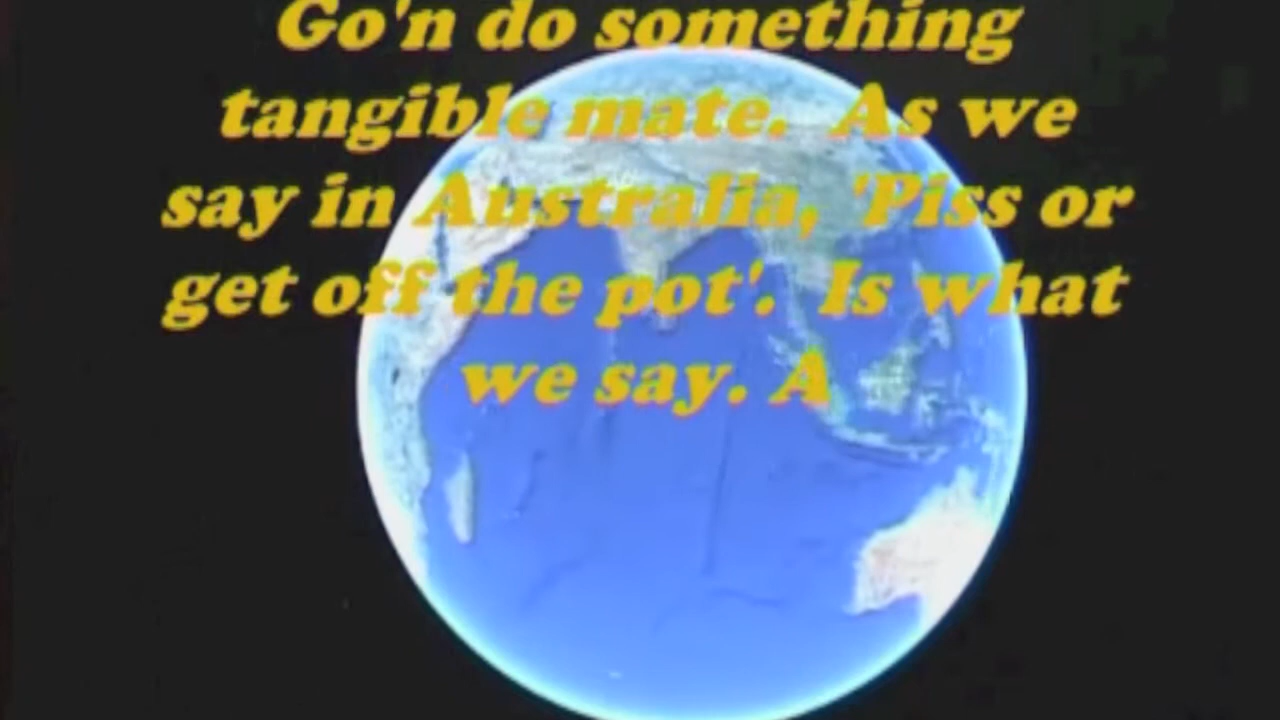 Go'n do something
tangible mate.  As we
say in Australia, 'Piss or
get off the pot'.  Is what
we say. A